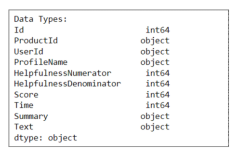 Data Types:
Id                         int64
ProductId                 object
UserId                    object
ProfileName               object
HelpfulnessNumerator       int64
HelpfulnessDenominator     int64
Score                      int64
Time                       int64
Summary                   object
Text                      object
dtype: object